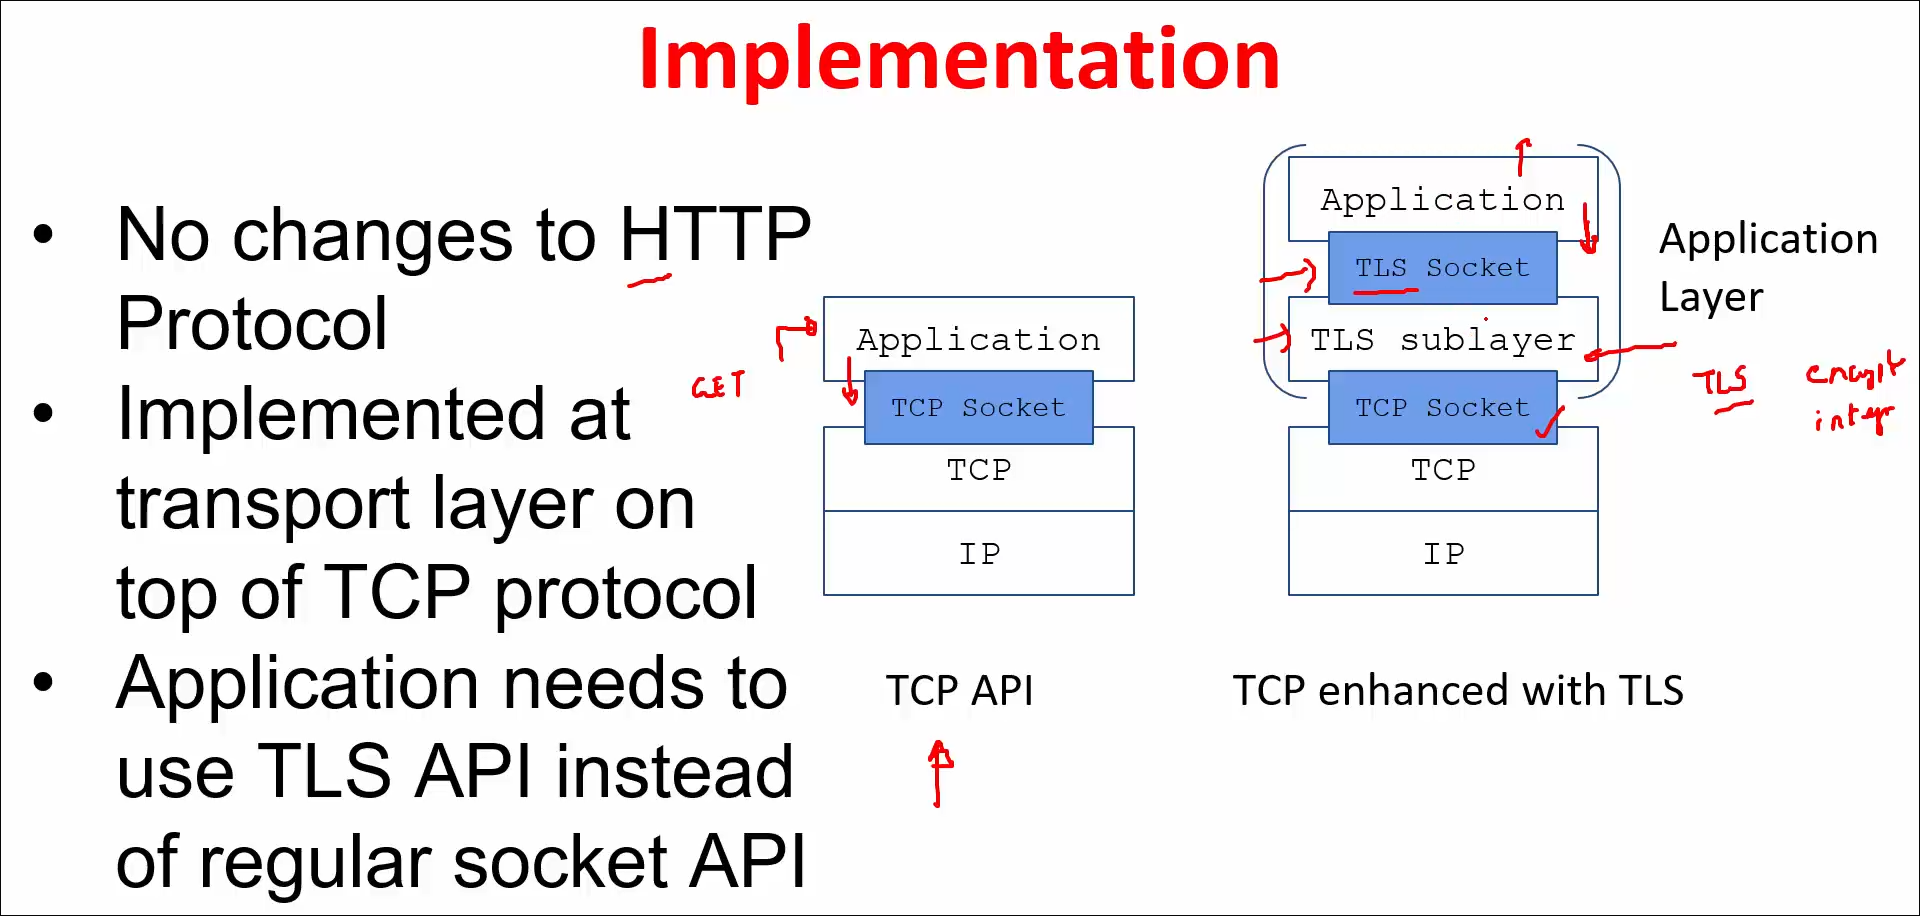 Implementation
• No changes to HTTP
Protocol
• Implemented at
transport layer on
top of TCP protocol
• Application needs to
use TLS API instead
of regular socket API
GET
Application
TCP Socket
TCP
IP
TCP API
Application
TLS Socket
TLS sublayer
TCP Socket
TCP
IP
TCP enhanced with TLS
Application
Layer
TLS